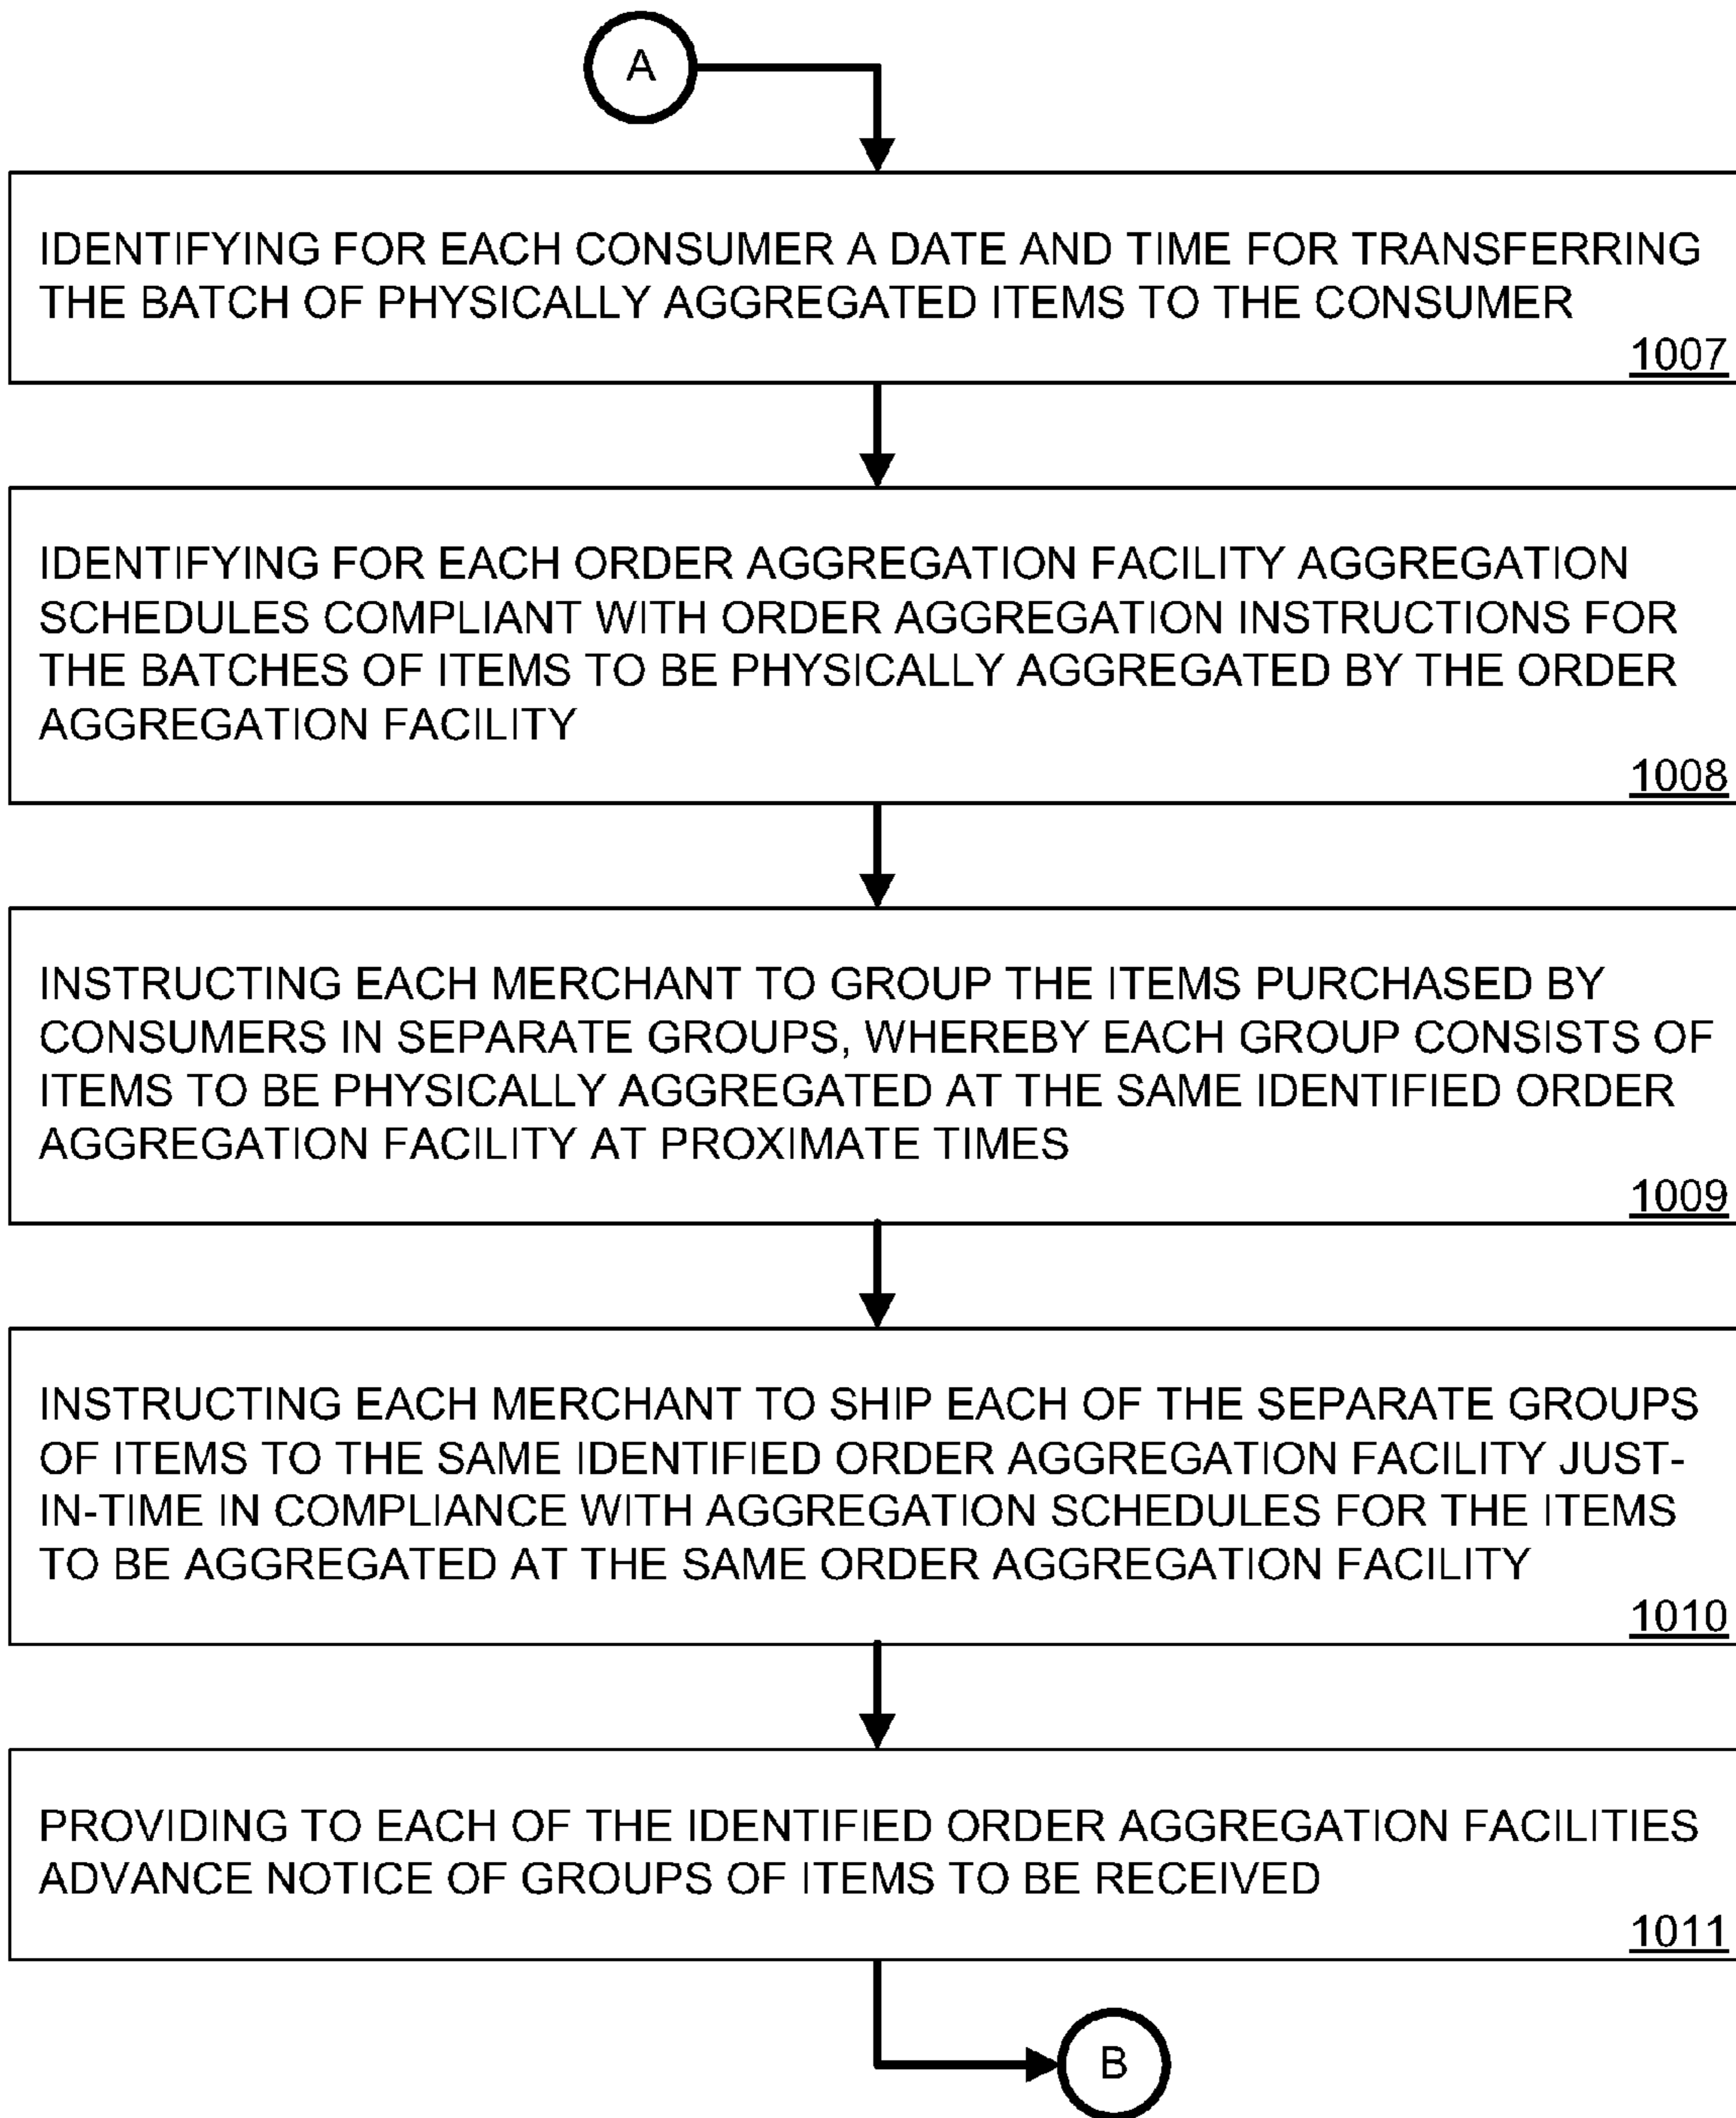 A
IDENTIFYING FOR EACH CONSUMER A DATE AND TIME FOR TRANSFERRING
THE BATCH OF PHYSICALLY AGGREGATED ITEMS TO THE CONSUMER
1007
IDENTIFYING FOR EACH ORDER AGGREGATION FACILITY AGGREGATION
SCHEDULES COMPLIANT WITH ORDER AGGREGATION INSTRUCTIONS FOR
THE BATCHES OF ITEMS TO BE PHYSICALLY AGGREGATED BY THE ORDER
AGGREGATION FACILITY
1008
INSTRUCTING EACH MERCHANT TO GROUP THE ITEMS PURCHASED BY
CONSUMERS IN SEPARATE GROUPS, WHEREBY EACH GROUP CONSISTS OF
ITEMS TO BE PHYSICALLY AGGREGATED AT THE SAME IDENTIFIED ORDER
AGGREGATION FACILITY AT PROXIMATE TIMES
1009
INSTRUCTING EACH MERCHANT TO SHIP EACH OF THE SEPARATE GROUPS
OF ITEMS TO THE SAME IDENTIFIED ORDER AGGREGATION FACILITY JUST-
IN-TIME IN COMPLIANCE WITH AGGREGATION SCHEDULES FOR THE ITEMS
TO BE AGGREGATED AT THE SAME ORDER AGGREGATION FACILITY
1010
PROVIDING TO EACH OF THE IDENTIFIED ORDER AGGREGATION FACILITIES
ADVANCE NOTICE OF GROUPS OF ITEMS TO BE RECEIVED
1011
B